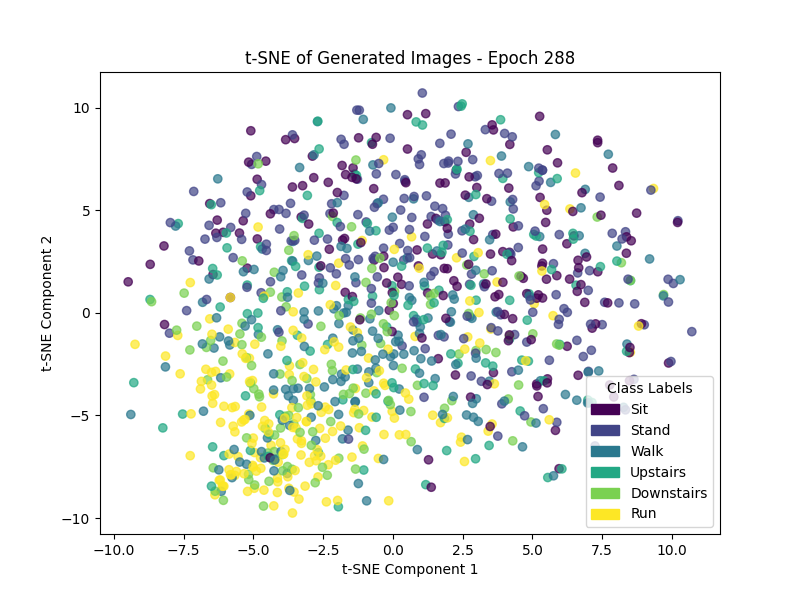 t-SNE of Generated Images - Epoch 288
t-SNE Component 2
10
5
0
−5
−10
Class Labels
Sit
Stand
Walk
Upstairs
Downstairs
Run
−10.0 −7.5 −5.0 −2.5 0.0 2.5 5.0 7.5 10.0
t-SNE Component 1